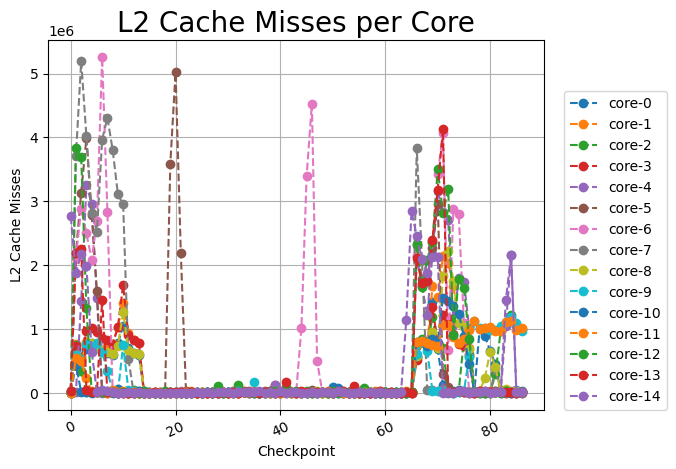 L2 Cache Misses per Core
1e6
5
4
3
2
1
0
L2 Cache Misses
0
20
40
60
80
Checkpoint
core-0
core-1
core-2
core-3
core-4
core-5
core-6
core-7
core-8
core-9
core-10
core-11
core-12
core-13
core-14